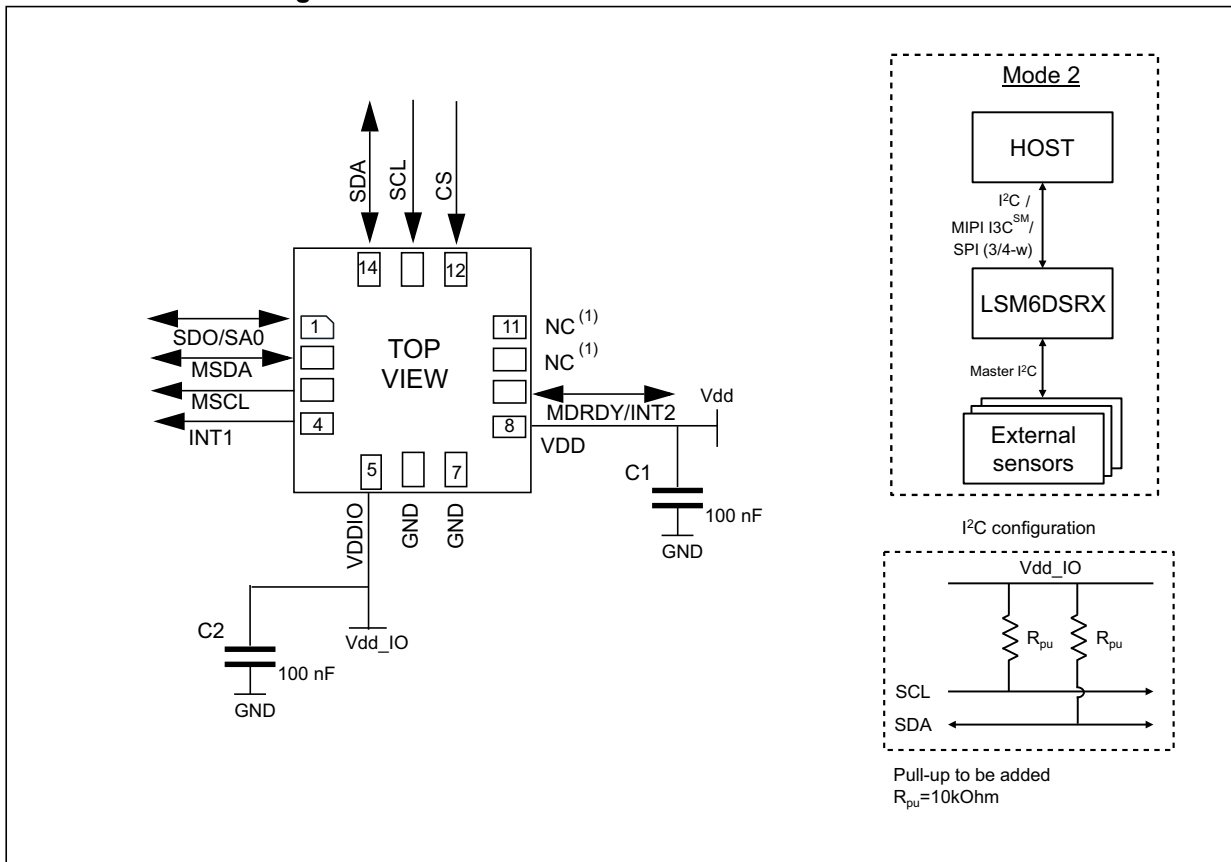 g
SDA
SCL
CS
14
12
1
SDO/SA0
MSDA
MSCL
4
INT1
TOP
VIEW
11
NC (1)
NC (1)
MDRDY/INT2
8
VDD
Vdd
5
7
VDDIO
GND
GND
C1
100 nF
GND
C2
100 nF
GND
Vdd_IO
Mode 2
HOST
I²C /
MIPI I3C^SM/
SPI (3/4-w)
LSM6DSRX
Master I²C
External
sensors
I²C configuration
Vdd_IO
Rpu
Rpu
SCL
SDA
Pull-up to be added
Rpu=10kOhm